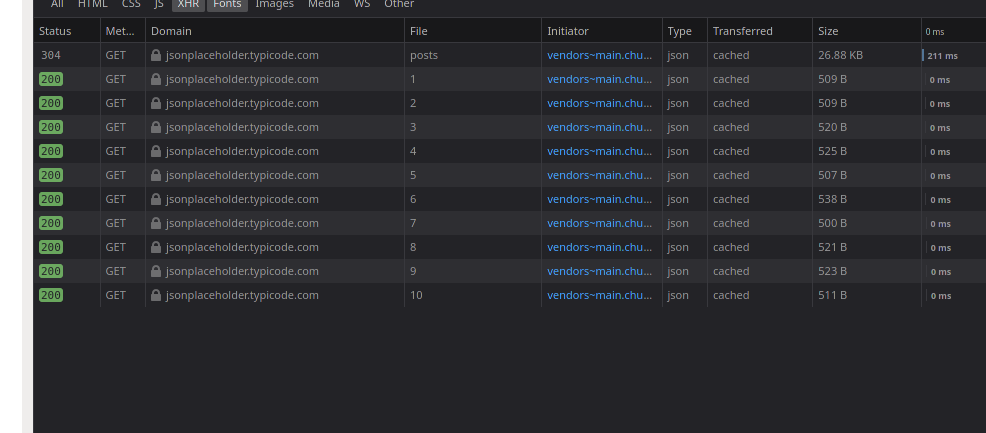 All HTML CSS JS XHR Fonts Images Media WS Other
Status Met... Domain File Initiator Type Transferred Size 0 ms
304 GET jsonplaceholder.typicode.com posts vendors~main.chu... json cached 26.88 KB 211 ms
200 GET jsonplaceholder.typicode.com 1 vendors~main.chu... json cached 509 B 0 ms
200 GET jsonplaceholder.typicode.com 2 vendors~main.chu... json cached 509 B 0 ms
200 GET jsonplaceholder.typicode.com 3 vendors~main.chu... json cached 520 B 0 ms
200 GET jsonplaceholder.typicode.com 4 vendors~main.chu... json cached 525 B 0 ms
200 GET jsonplaceholder.typicode.com 5 vendors~main.chu... json cached 507 B 0 ms
200 GET jsonplaceholder.typicode.com 6 vendors~main.chu... json cached 538 B 0 ms
200 GET jsonplaceholder.typicode.com 7 vendors~main.chu... json cached 500 B 0 ms
200 GET jsonplaceholder.typicode.com 8 vendors~main.chu... json cached 521 B 0 ms
200 GET jsonplaceholder.typicode.com 9 vendors~main.chu... json cached 523 B 0 ms
200 GET jsonplaceholder.typicode.com 10 vendors~main.chu... json cached 511 B 0 ms